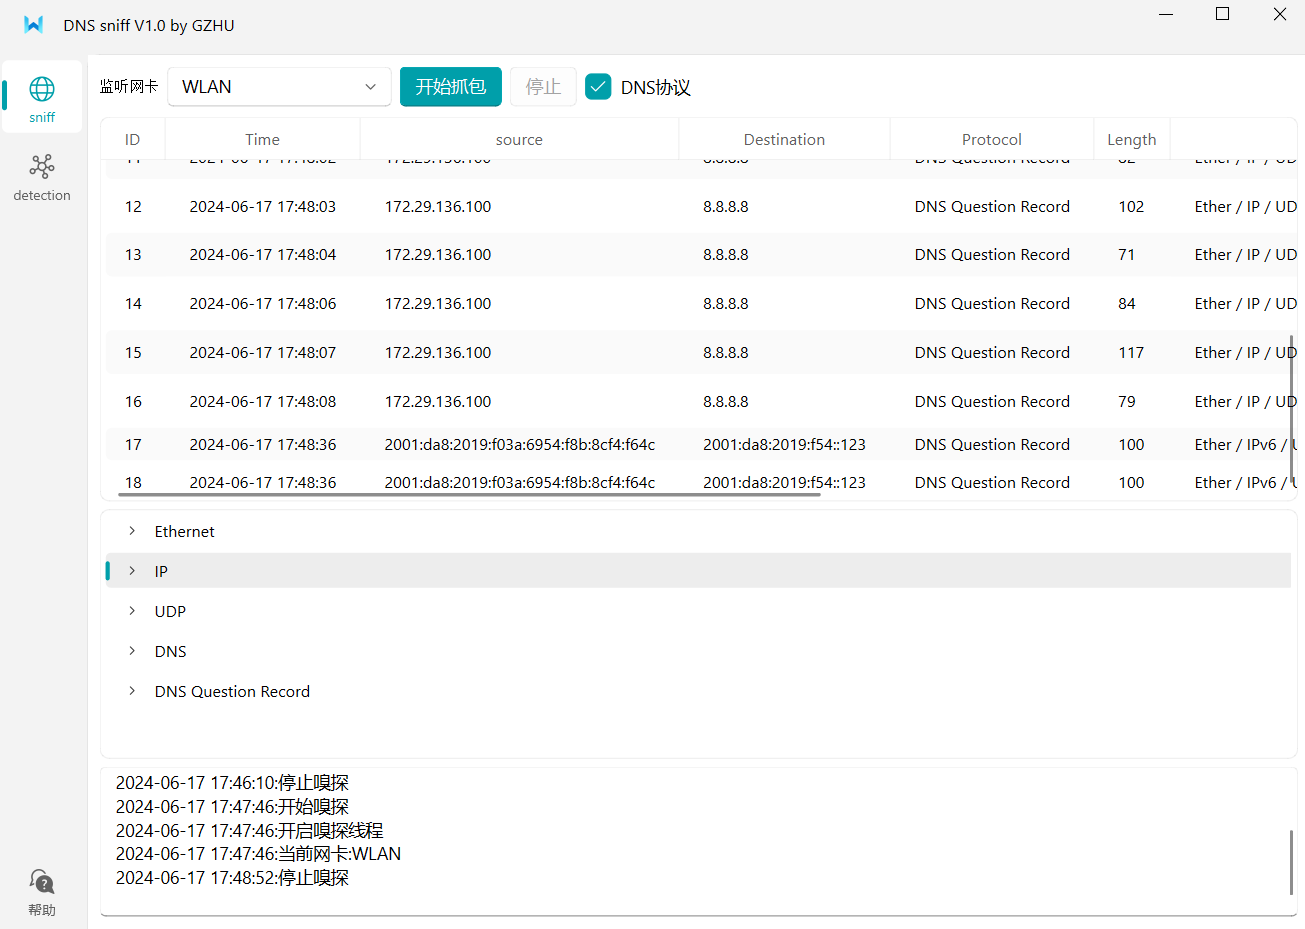 DNS sniff V1.0 by GZHU
sniff
detection
帮助
监听网卡 WLAN 开始抓包 停止 DNS协议
ID Time source Destination Protocol Length
12 2024-06-17 17:48:03 172.29.136.100 8.8.8.8 DNS Question Record 102 Ether / IP / UD
13 2024-06-17 17:48:04 172.29.136.100 8.8.8.8 DNS Question Record 71 Ether / IP / UD
14 2024-06-17 17:48:06 172.29.136.100 8.8.8.8 DNS Question Record 84 Ether / IP / UD
15 2024-06-17 17:48:07 172.29.136.100 8.8.8.8 DNS Question Record 117 Ether / IP / UD
16 2024-06-17 17:48:08 172.29.136.100 8.8.8.8 DNS Question Record 79 Ether / IP / UD
17 2024-06-17 17:48:36 2001:da8:2019:f03a:6954:f8b:8cf4:f64c 2001:da8:2019:f54::123 DNS Question Record 100 Ether / IPv6 /
18 2024-06-17 17:48:36 2001:da8:2019:f03a:6954:f8b:8cf4:f64c 2001:da8:2019:f54::123 DNS Question Record 100 Ether / IPv6 /
Ethernet
IP
UDP
DNS
DNS Question Record
2024-06-17 17:46:10:停止嗅探
2024-06-17 17:47:46:开始嗅探
2024-06-17 17:47:46:开启嗅探线程
2024-06-17 17:47:46:当前网卡:WLAN
2024-06-17 17:48:52:停止嗅探